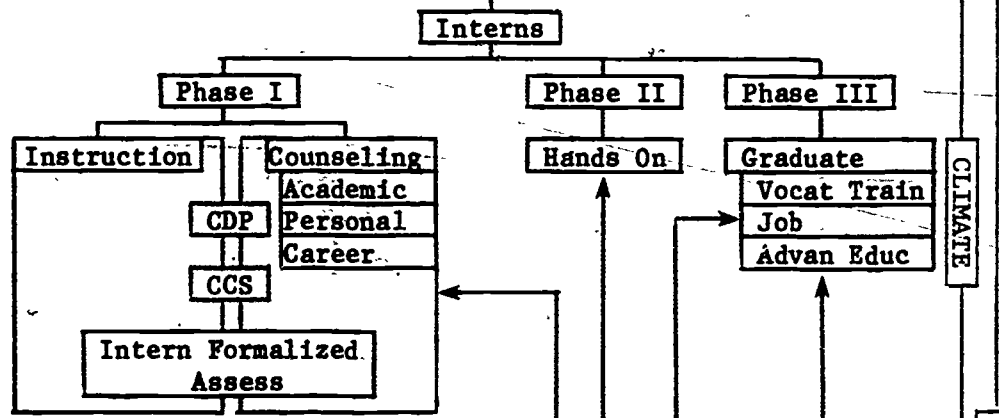 Interns
Phase I
Phase II
Phase III
Instruction
Counseling
Hands On
Graduate
Academic
Vocat Train
CDP
Personal
Job
Career
Advan Educ
CCS
Intern Formalized
Assess
CLIMATE